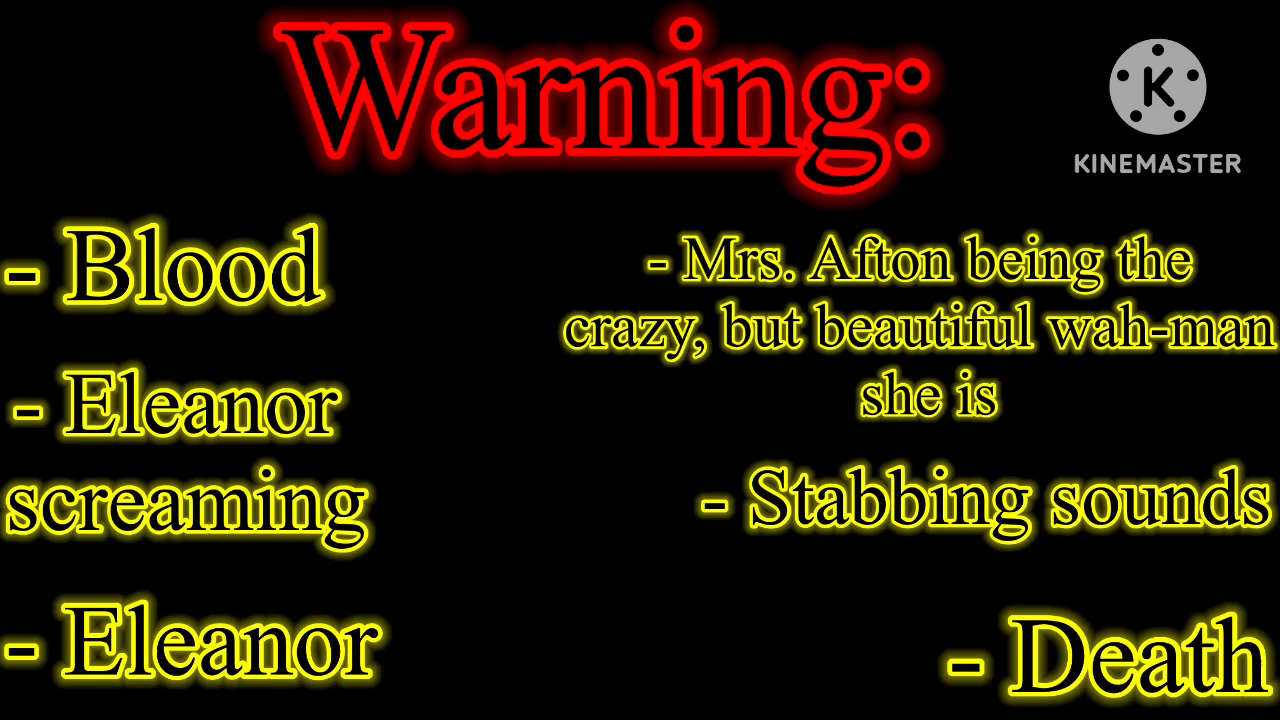 Warning:
K
KINEMASTER
- Blood
- Eleanor
screaming
- Eleanor
- Mrs. Afton being the
crazy, but beautiful wah-man
she is
- Stabbing sounds
- Death